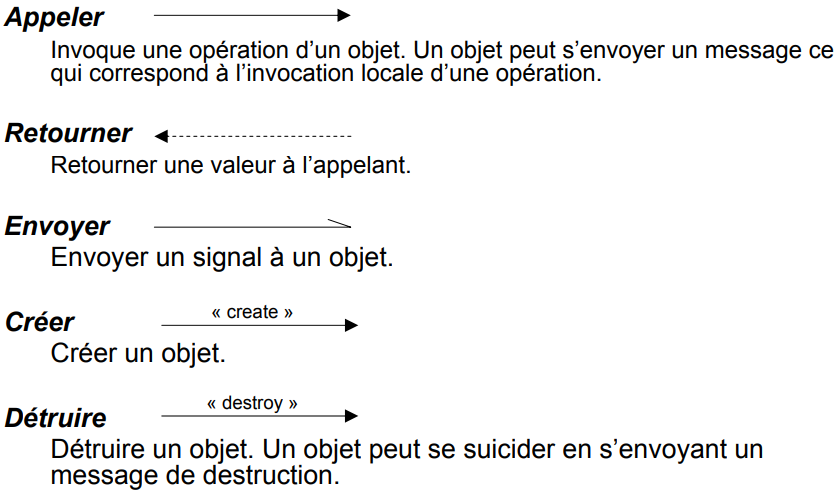 Appeler
Invoque une opération d’un objet. Un objet peut s’envoyer un message ce
qui correspond à l’invocation locale d’une opération.
Retourner
Retourner une valeur à l’appelant.
Envoyer
Envoyer un signal à un objet.
« create »
Créer
Créer un objet.
« destroy »
Détruire
Détruire un objet. Un objet peut se suicider en s’envoyant un
message de destruction.